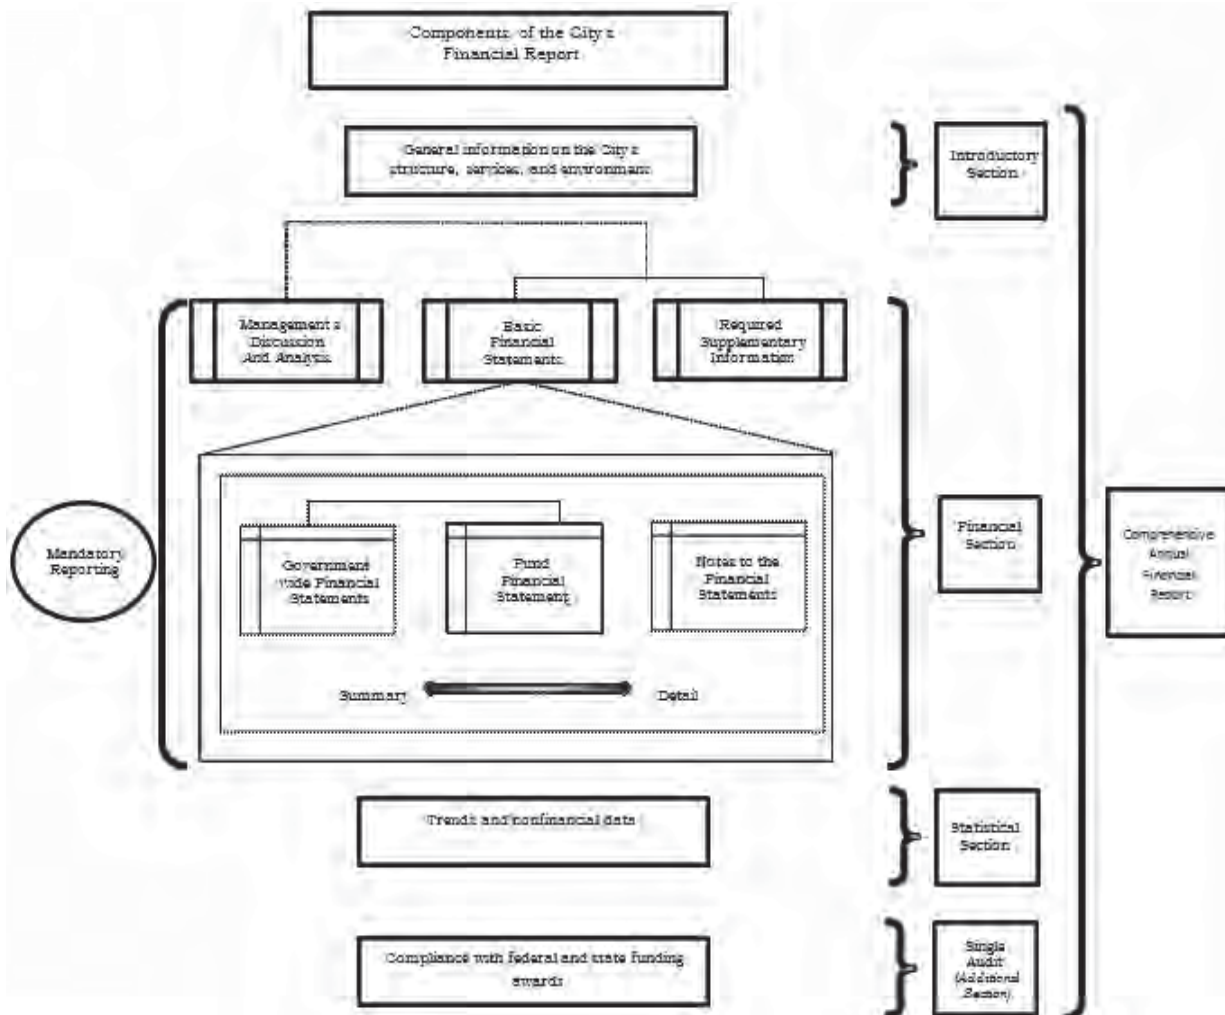 Components of the City's
Financial Report
General information on the City's
structure, services, and environment
Introductory
Section
Management's
Discussion
And Analysis
Basic
Financial
Statements
Required
Supplementary
Information
Mandatory
Reporting
Government
wide Financial
Statements
Fund
Financial
Statement
Notes to the
Financial
Statements
Summary
Detail
Financial
Section
Comprehensive
Annual
Financial
Report
Trends and nonfinancial data
Statistical
Section
Compliance with federal and state funding
awards
Single
Audit
(Additional
Section)